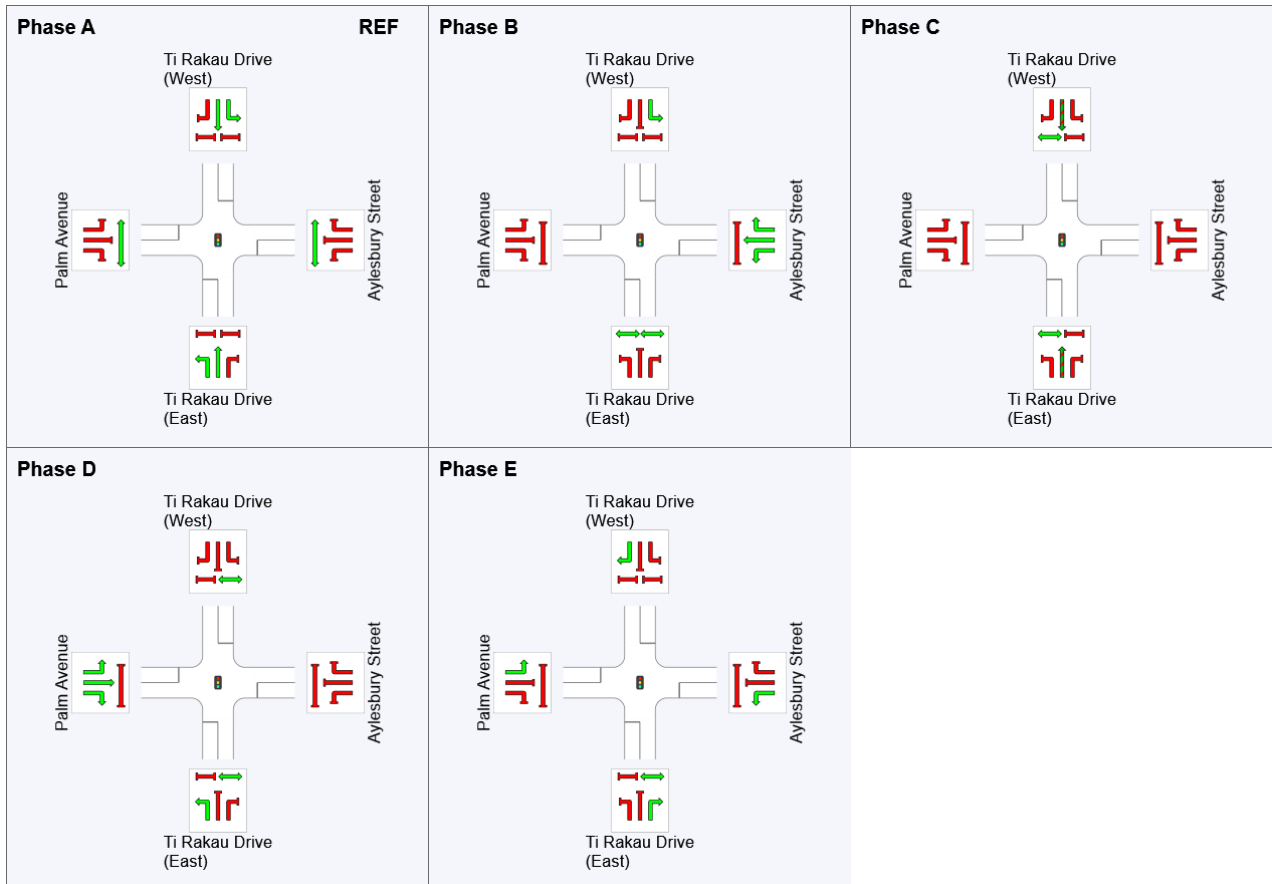 Phase A
REF
Ti Rakau Drive
(West)
Palm Avenue
Aylesbury Street
Ti Rakau Drive
(East)
Phase B
Ti Rakau Drive
(West)
Palm Avenue
Aylesbury Street
Ti Rakau Drive
(East)
Phase C
Ti Rakau Drive
(West)
Palm Avenue
Aylesbury Street
Ti Rakau Drive
(East)
Phase D
Ti Rakau Drive
(West)
Palm Avenue
Aylesbury Street
Ti Rakau Drive
(East)
Phase E
Ti Rakau Drive
(West)
Palm Avenue
Aylesbury Street
Ti Rakau Drive
(East)